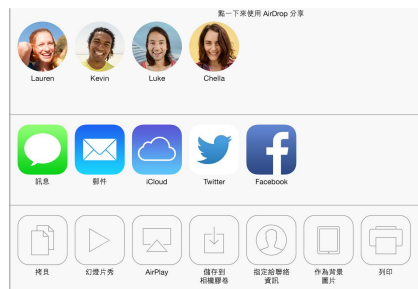 點一下來使用 AirDrop 分享
Lauren
Kevin
Luke
Chella
訊息
郵件
iCloud
Twitter
Facebook
拷貝
幻燈片秀
AirPlay
儲存到
相機膠卷
指定給聯絡
資訊
作為背景
圖片
列印